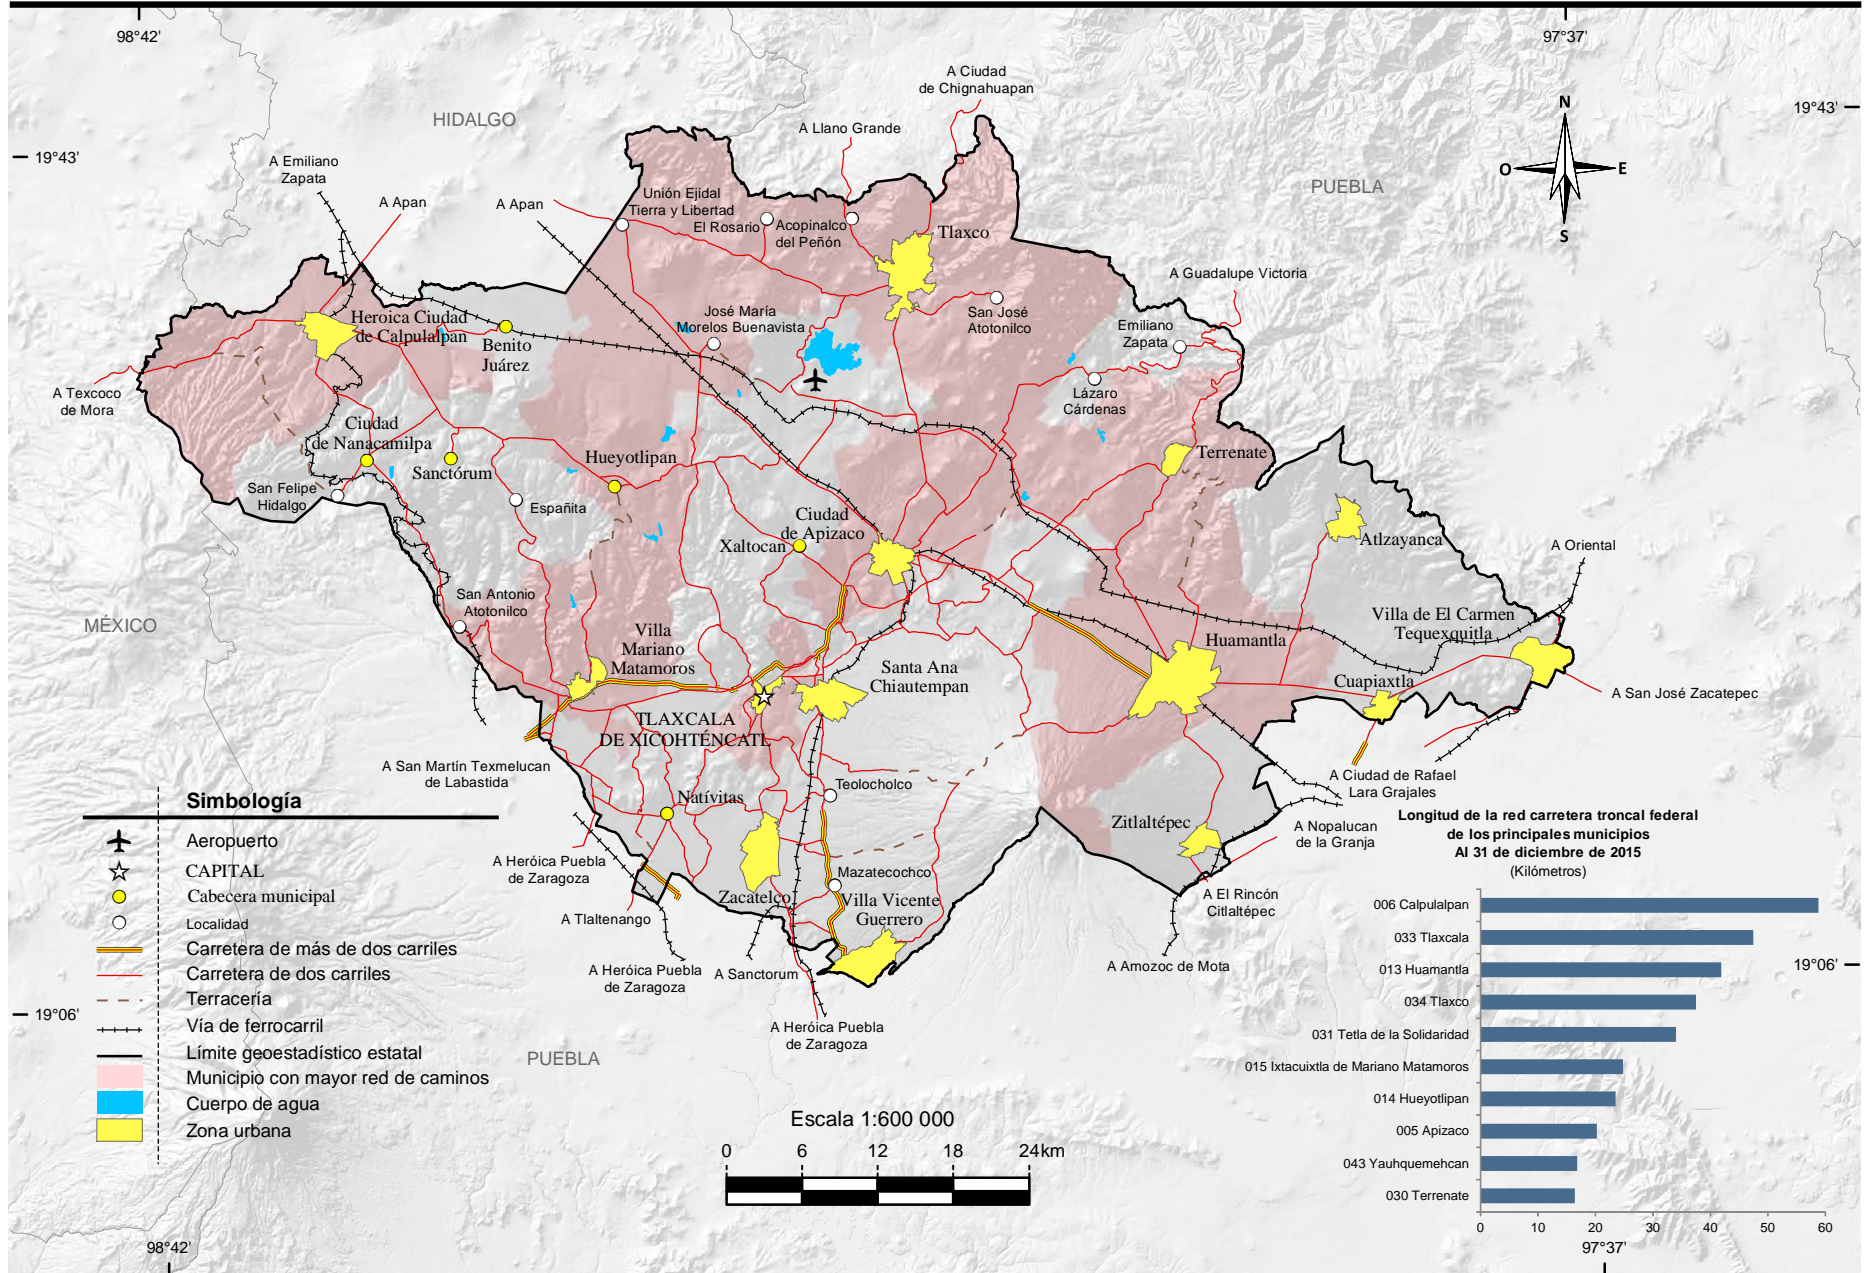 98°42'
97°37'
19°43'
19°43'
A Ciudad
de Chignahuapan
HIDALGO
A Llano Grande
A Emiliano
Zapata
N
O
E
S
PUEBLA
A Apan
A Apan
Unión Ejidal
Tierra y Libertad
El Rosario
Acopinalco
del Peñón
Tlaxco
A Guadalupe Victoria
José María
Morelos Buenavista
San José
Atotonilco
Emiliano
Zapata
Heroica Ciudad
de Calpulalpan
Benito
Juárez
A Texcoco
de Mora
Lázaro
Cárdenas
Ciudad
de Nanacamilpa
Sanctórum
Hueyotlipan
Terrenate
San Felipe
Hidalgo
Españita
Ciudad
de Apizaco
Xaltocan
Atlzayanca
A Oriental
San Antonio
Atotonilco
MÉXICO
Villa
Mariano
Matamoros
Huamantla
Villa de El Carmen
Tequexquitla
Santa Ana
Chiautempan
Cuapiaxtla
A San José Zacatepec
TLAXCALA
DE XICOHTÉNCATL
A San Martín Texmelucan
de Labastida
A Ciudad de Rafael
Lara Grajales
Teolocholco
Natívitas
Zitlaltépec
A Nopalucan
de la Granja
A Heróica Puebla
de Zaragoza
Mazatecochco
Zacatelco
Villa Vicente
Guerrero
A El Rincón
Citlaltépec
A Tlaltenango
A Heróica Puebla
de Zaragoza
A Sanctorum
A Amozoc de Mota
A Heróica Puebla
de Zaragoza
PUEBLA
Simbología
Aeropuerto
CAPITAL
Cabecera municipal
Localidad
Carretera de más de dos carriles
Carretera de dos carriles
Terracería
Vía de ferrocarril
Límite geoestadístico estatal
Municipio con mayor red de caminos
Cuerpo de agua
Zona urbana
Escala 1:600 000
0 6 12 18 24km
Longitud de la red carretera troncal federal
de los principales municipios
Al 31 de diciembre de 2015
(Kilómetros)
006 Calpulalpan
033 Tlaxcala
013 Huamantla
034 Tlaxco
031 Tetla de la Solidaridad
015 Ixtacuixtla de Mariano Matamoros
014 Hueyotlipan
005 Apizaco
043 Yauhquemehcan
030 Terrenate
0 10 20 30 40 50 60
19°06'
19°06'
98°42'
97°37'